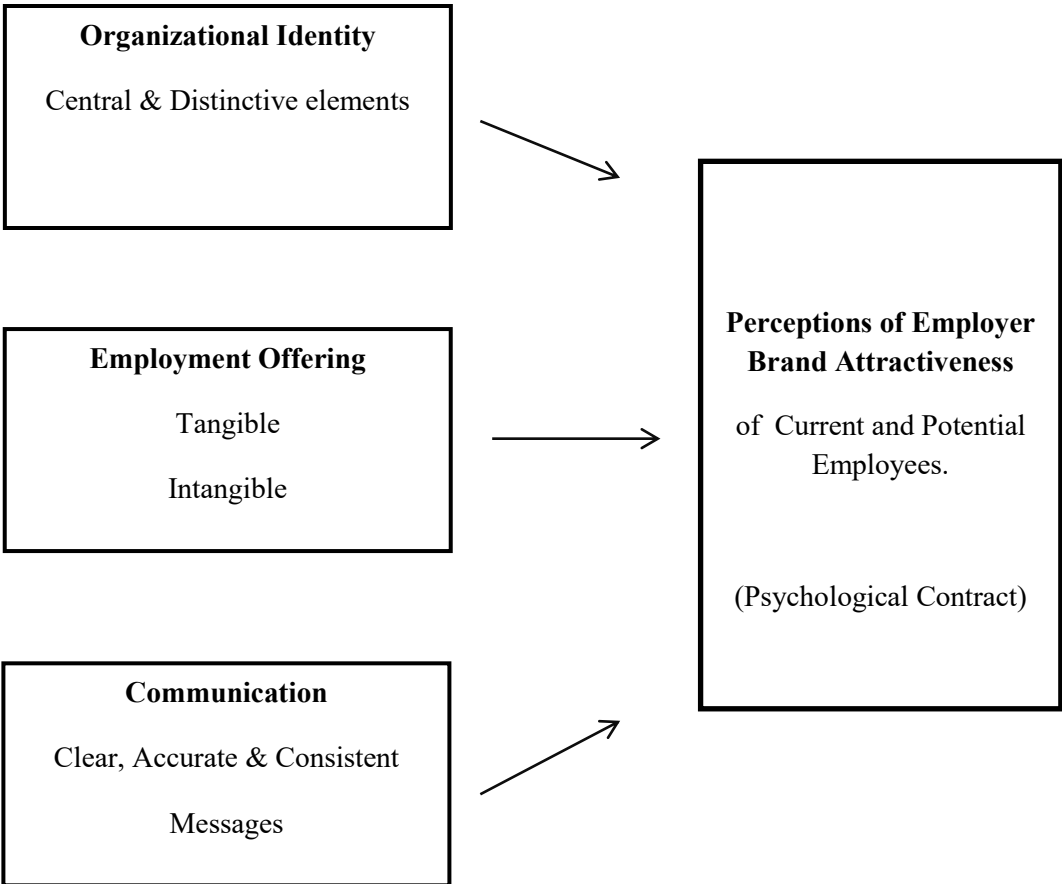 Organizational Identity
Central & Distinctive elements
Employment Offering
Tangible
Intangible
Communication
Clear, Accurate & Consistent
Messages
Perceptions of Employer
Brand Attractiveness
of Current and Potential
Employees.
(Psychological Contract)